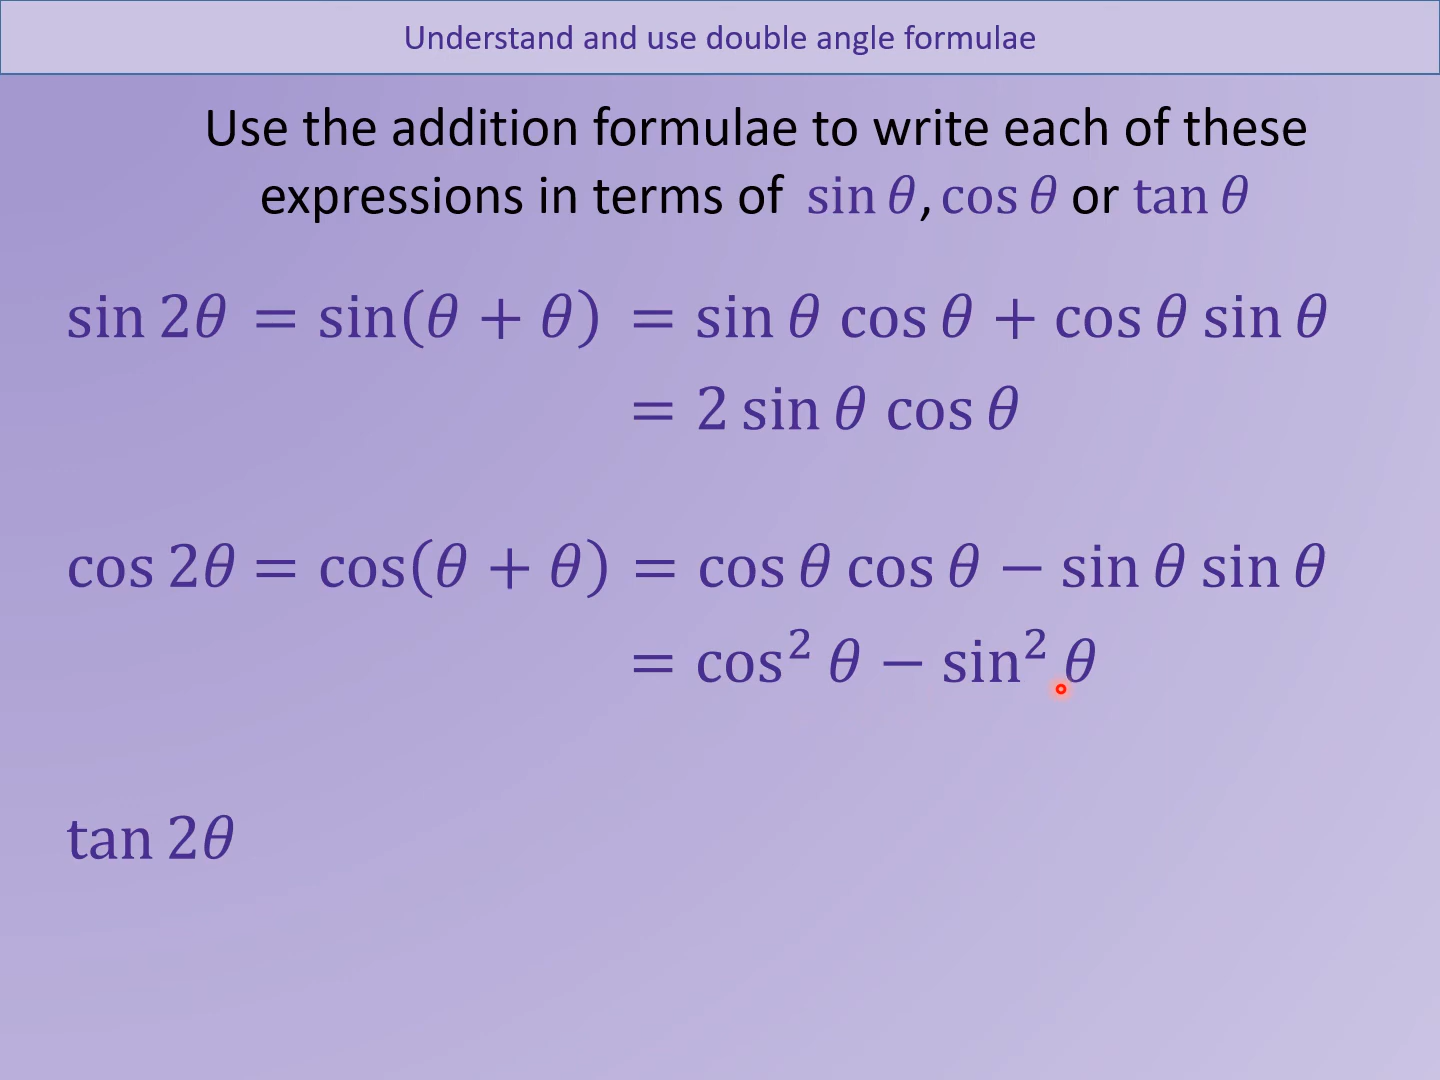 Understand and use double angle formulae
Use the addition formulae to write each of these
expressions in terms of sin θ, cos θ or tan θ
sin 2θ = sin(θ + θ) = sin θ cos θ + cos θ sin θ
= 2 sin θ cos θ
cos 2θ = cos(θ + θ) = cos θ cos θ − sin θ sin θ
= cos² θ − sin² θ
tan 2θ